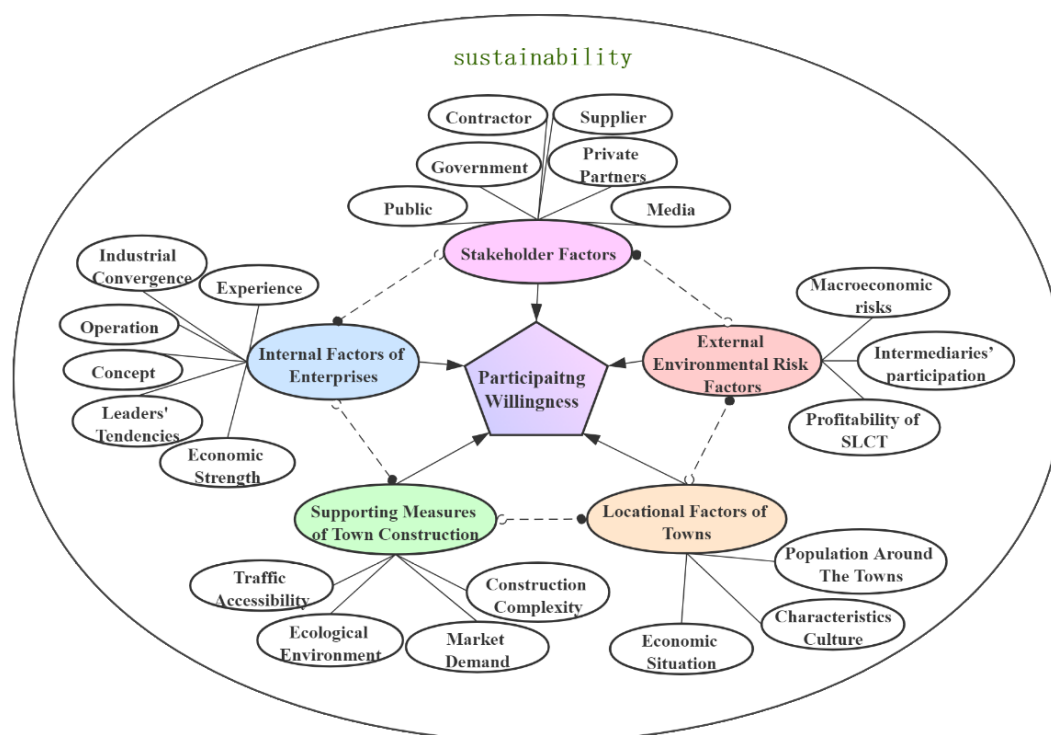 sustainability
Contractor
Supplier
Government
Private
Partners
Public
Media
Stakeholder Factors
Industrial
Convergence
Experience
Operation
Concept
Leaders'
Tendencies
Economic
Strength
Internal Factors of
Enterprises
Participaitng
Willingness
External
Environmental Risk
Factors
Macroeconomic
risks
Intermediaries’
participation
Profitability of
SLCT
Supporting Measures
of Town Construction
Locational Factors of
Towns
Traffic
Accessibility
Ecological
Environment
Market
Demand
Construction
Complexity
Economic
Situation
Population Around
The Towns
Characteristics
Culture